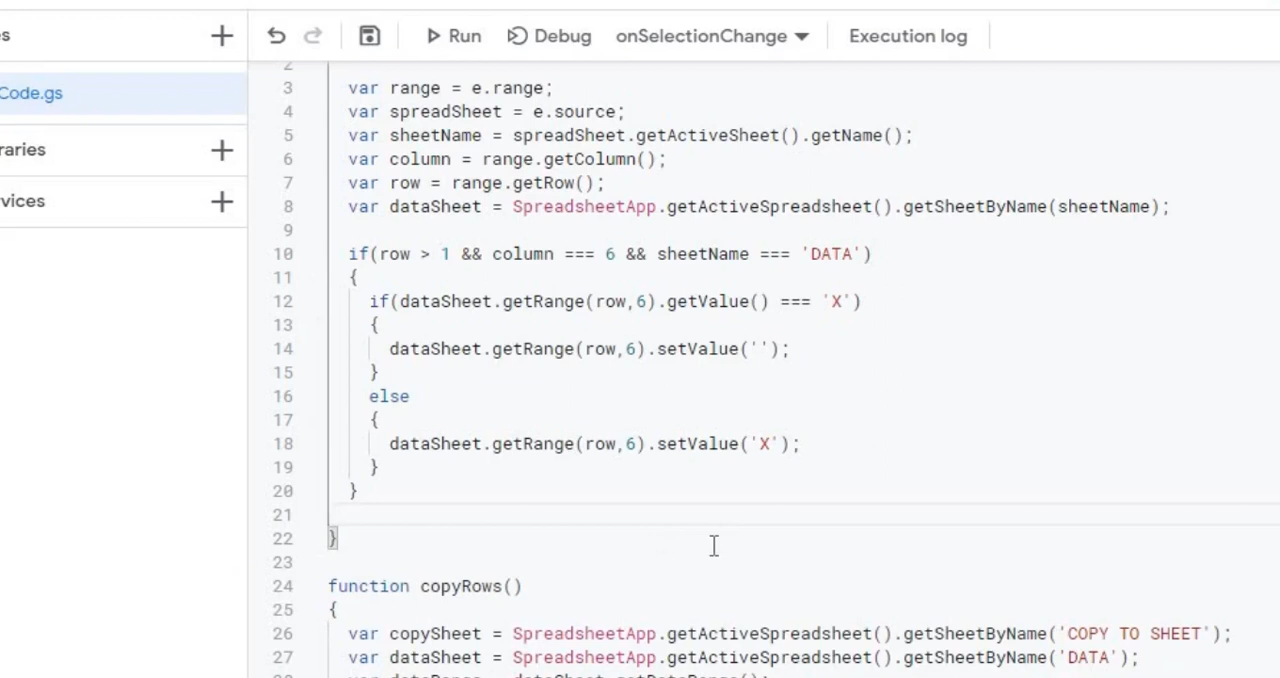 s
Run Debug onSelectionChange Execution log
Code.gs
raries
vices
2
3 var range = e.range;
4 var spreadSheet = e.source;
5 var sheetName = spreadSheet.getActiveSheet().getName();
6 var column = range.getColumn();
7 var row = range.getRow();
8 var dataSheet = SpreadsheetApp.getActiveSpreadsheet().getSheetByName(sheetName);
9
10 if(row > 1 && column === 6 && sheetName === 'DATA')
11 {
12 if(dataSheet.getRange(row,6).getValue() === 'X')
13 {
14 dataSheet.getRange(row,6).setValue('');
15 }
16 else
17 {
18 dataSheet.getRange(row,6).setValue('X');
19 }
20 }
21
22 }
23
24 function copyRows()
25 {
26 var copySheet = SpreadsheetApp.getActiveSpreadsheet().getSheetByName('COPY TO SHEET');
27 var dataSheet = SpreadsheetApp.getActiveSpreadsheet().getSheetByName('DATA');
28 var dataRange = dataSheet.getDataRange();